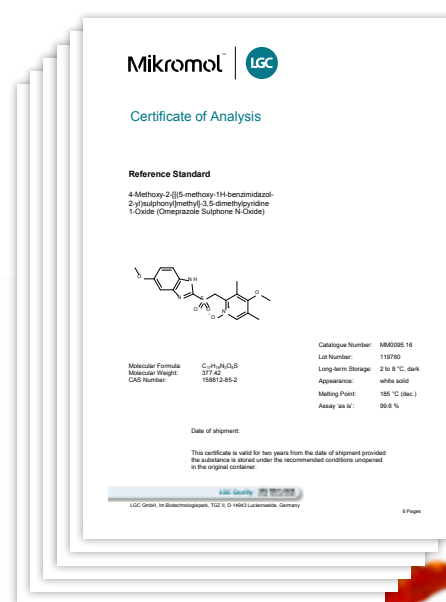 Mikromol™ LGC
Certificate of Analysis
Reference Standard
4-Methoxy-2-[[(5-methoxy-1H-benzimidazol-
2-yl)sulphonyl]methyl]-3,5-dimethylpyridine
1-Oxide (Omeprazole Sulphone N-Oxide)
O
N H
N
S
O O
N
O
O
Catalogue Number: MM0095.16
Lot Number: 119760
Molecular Formula: C₁₇H₁₉N₃O₅S Long-term Storage: 2 to 8 °C, dark
Molecular Weight: 377.42
CAS Number: 158812-85-2 Appearance: white solid
Melting Point: 185 °C (dec.)
Assay 'as is': 99.6 %
Date of shipment:
This certificate is valid for two years from the date of shipment provided
the substance is stored under the recommended conditions unopened
in the original container.
LGC Quality
LGC GmbH, Im Biotechnologiepark, TGZ II, D-14943 Luckenwalde, Germany
6 Pages